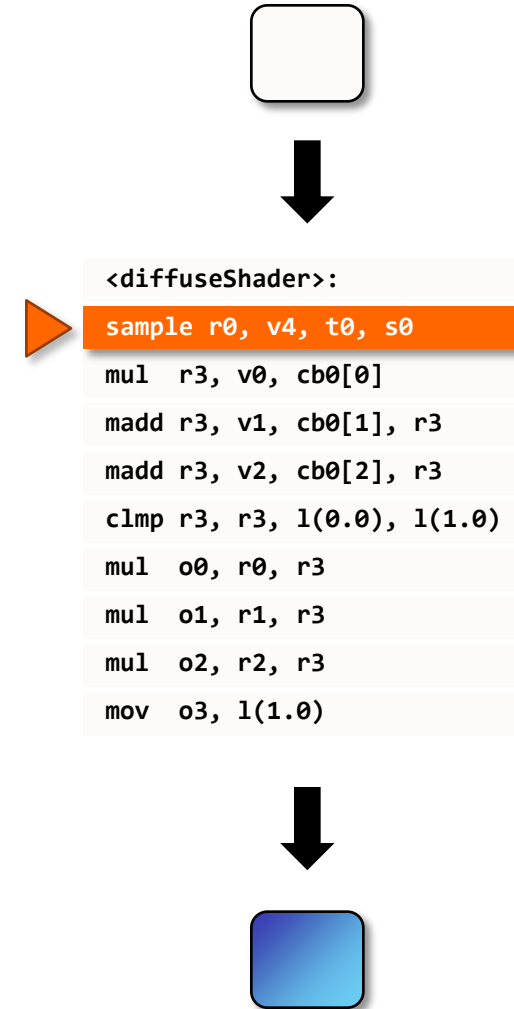 <diffuseShader>:
sample r0, v4, t0, s0
mul  r3, v0, cb0[0]
madd r3, v1, cb0[1], r3
madd r3, v2, cb0[2], r3
clmp r3, r3, l(0.0), l(1.0)
mul  o0, r0, r3
mul  o1, r1, r3
mul  o2, r2, r3
mov  o3, l(1.0)